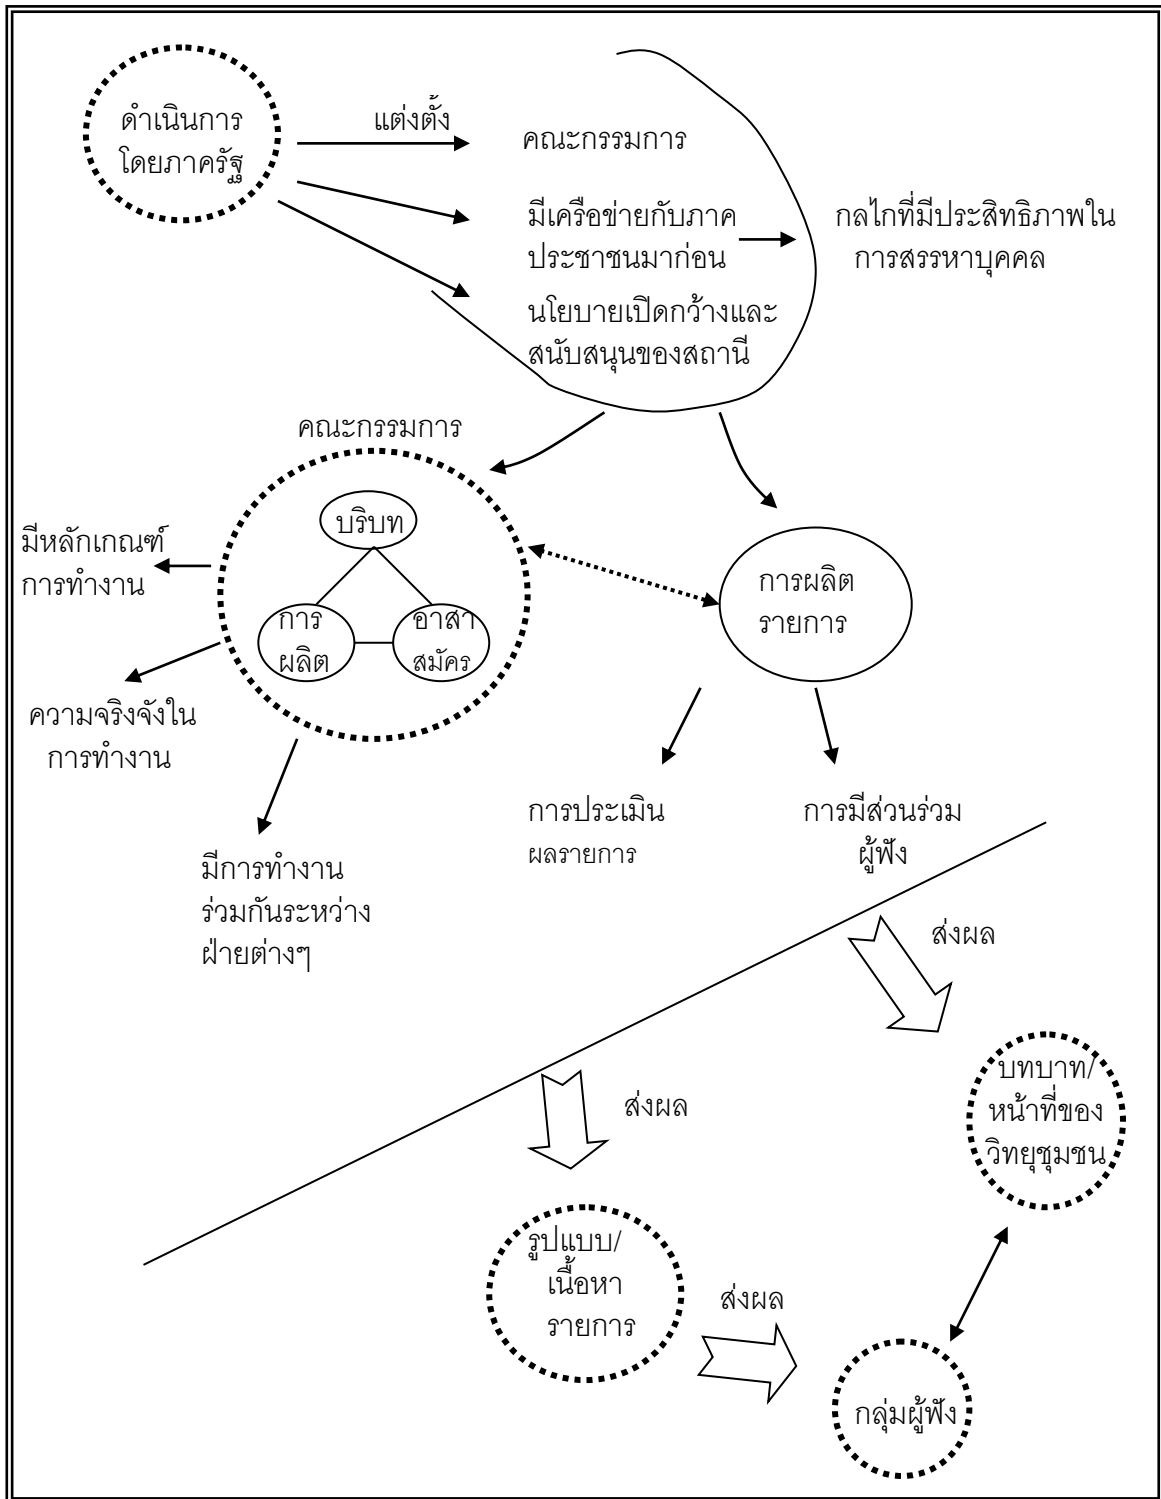 ดำเนินการ
โดยภาครัฐ
แต่งตั้ง
คณะกรรมการ
มีเครือข่ายกับภาค
ประชาชนมาก่อน
กลไกที่มีประสิทธิภาพใน
การสรรหาบุคคล
นโยบายเปิดกว้างและ
สนับสนุนของสถานี
คณะกรรมการ
บริบท
การ
ผลิต
อาสา
สมัคร
มีหลักเกณฑ์
การทำงาน
ความจริงจังใน
การทำงาน
มีการทำงาน
ร่วมกันระหว่าง
ฝ่ายต่างๆ
การผลิต
รายการ
การประเมิน
ผลรายการ
การมีส่วนร่วม
ผู้ฟัง
ส่งผล
ส่งผล
บทบาท/
หน้าที่ของ
วิทยุชุมชน
รูปแบบ/
เนื้อหา
รายการ
ส่งผล
กลุ่มผู้ฟัง